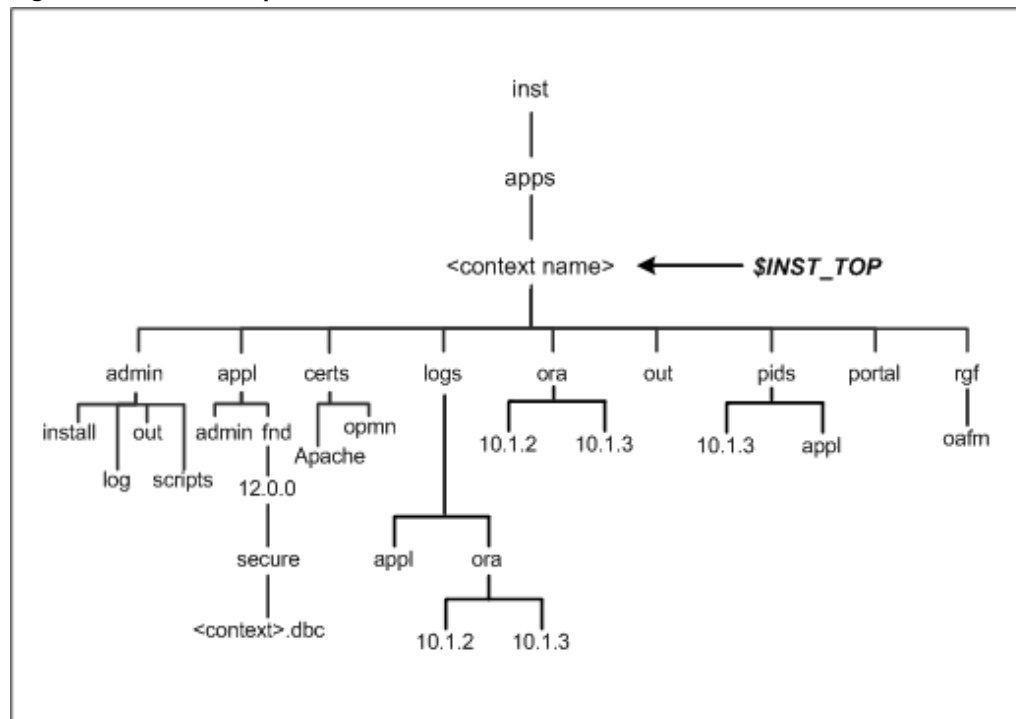 inst
apps
<context name>
$INST_TOP
admin appl certs logs ora out pids portal rgf
install out admin fnd Apache opmn 10.1.2 10.1.3 10.1.3 appl oafm
log scripts 12.0.0
secure appl ora
<context>.dbc 10.1.2 10.1.3